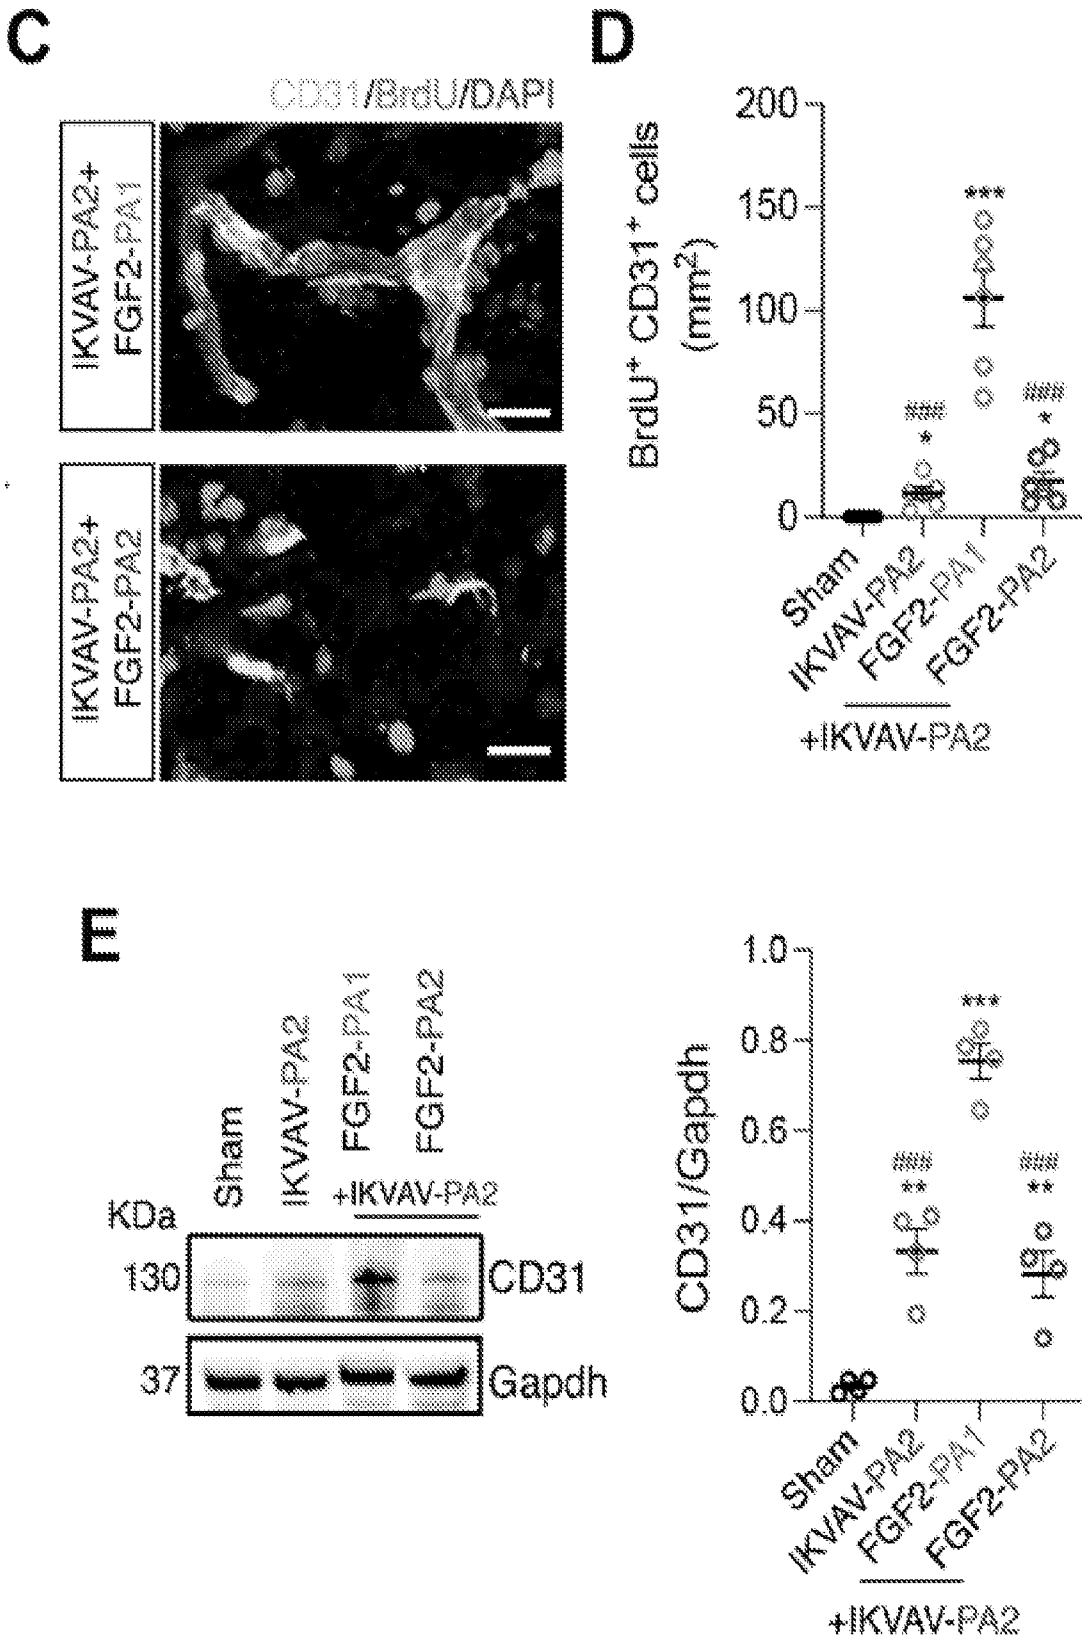 C
CD31/BrdU/DAPI
IKVAV-PA2+
FGF2-PA1
IKVAV-PA2+
FGF2-PA2
D
BrdU+ CD31+ cells
(mm2)
200
150
100
50
0
***
###
*
###
*
Sham
IKVAV-PA2
FGF2-PA1
FGF2-PA2
+IKVAV-PA2
E
Sham
IKVAV-PA2
FGF2-PA1
FGF2-PA2
+IKVAV-PA2
KDa
130
CD31
37
Gapdh
CD31/Gapdh
1.0
0.8
0.6
0.4
0.2
0.0
***
###
**
###
**
Sham
IKVAV-PA2
FGF2-PA1
FGF2-PA2
+IKVAV-PA2